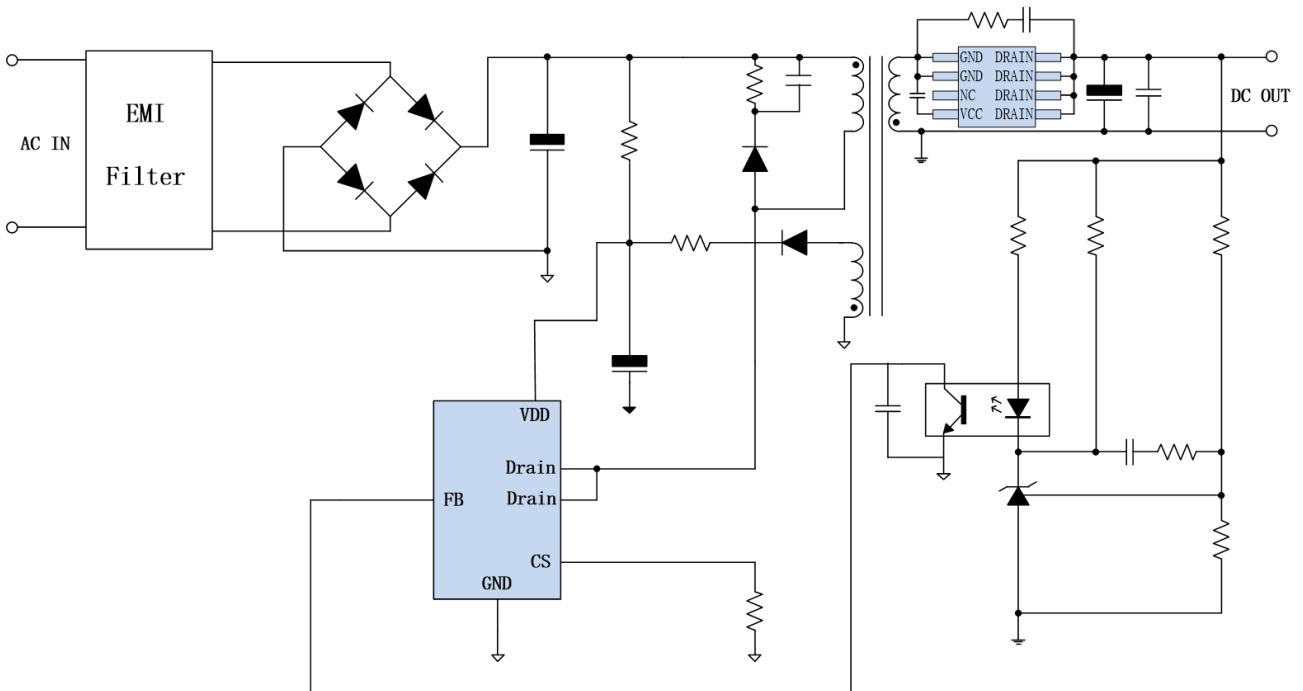 AC IN
EMI
Filter
GND DRAIN
GND DRAIN
NC DRAIN
VCC DRAIN
DC OUT
VDD
Drain
FB
Drain
CS
GND